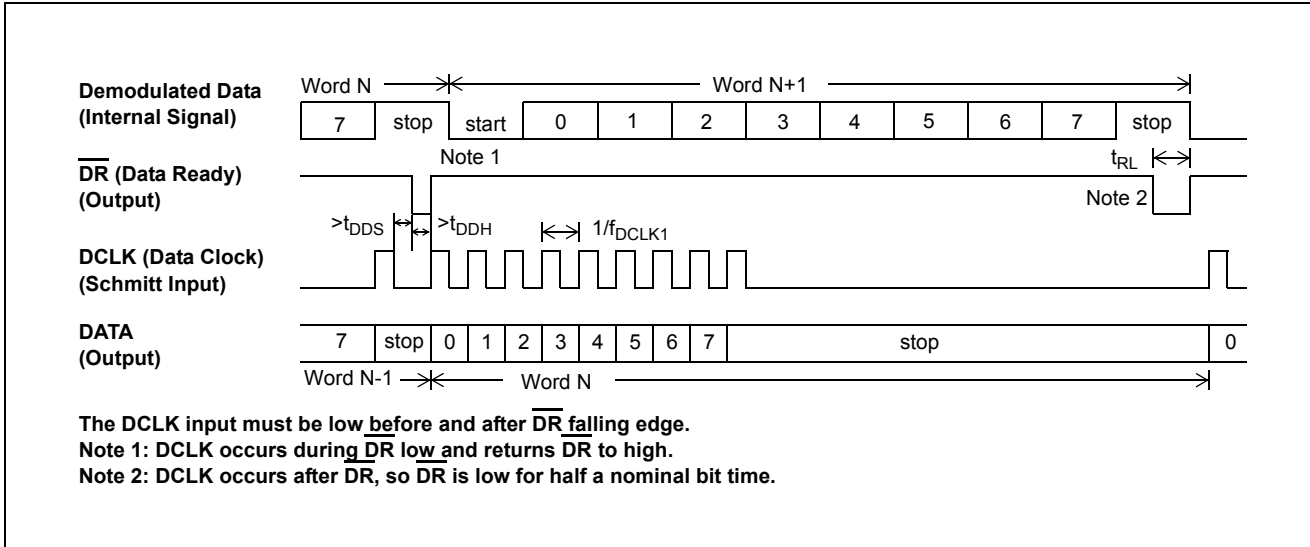 Demodulated Data
(Internal Signal)
Word N
Word N+1
7 stop start 0 1 2 3 4 5 6 7 stop
DR (Data Ready)
(Output)
Note 1
tRL
Note 2
>tDDS
>tDDH
1/fDCLK1
DCLK (Data Clock)
(Schmitt Input)
DATA
(Output)
7 stop 0 1 2 3 4 5 6 7 stop 0
Word N-1
Word N
The DCLK input must be low before and after DR falling edge.
Note 1: DCLK occurs during DR low and returns DR to high.
Note 2: DCLK occurs after DR, so DR is low for half a nominal bit time.